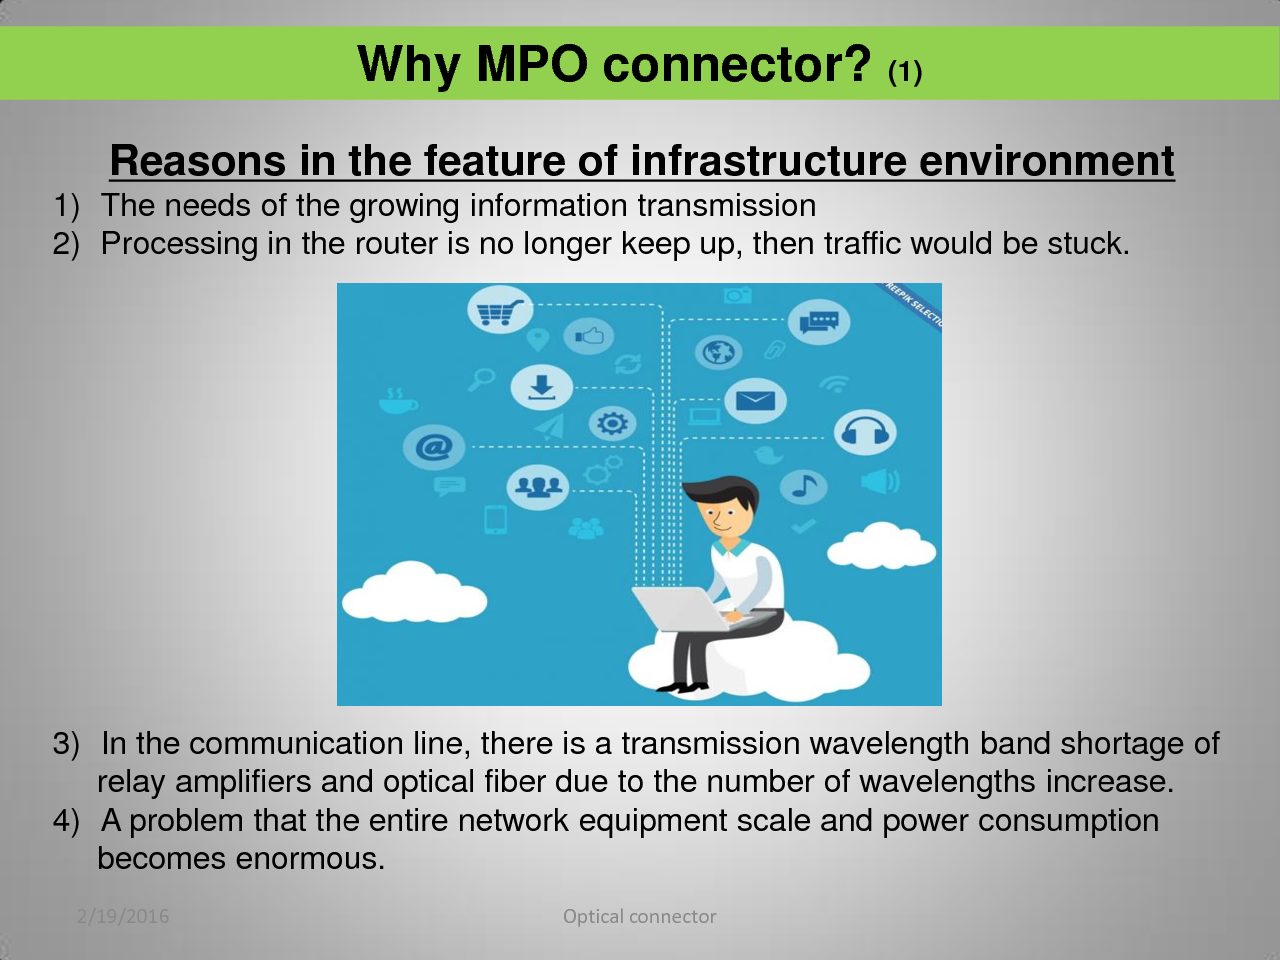 Why MPO connector? (1)
Reasons in the feature of infrastructure environment
1) The needs of the growing information transmission
2) Processing in the router is no longer keep up, then traffic would be stuck.
FREEPIK SELECTION
@
3) In the communication line, there is a transmission wavelength band shortage of
relay amplifiers and optical fiber due to the number of wavelengths increase.
4) A problem that the entire network equipment scale and power consumption
becomes enormous.
2/19/2016
Optical connector